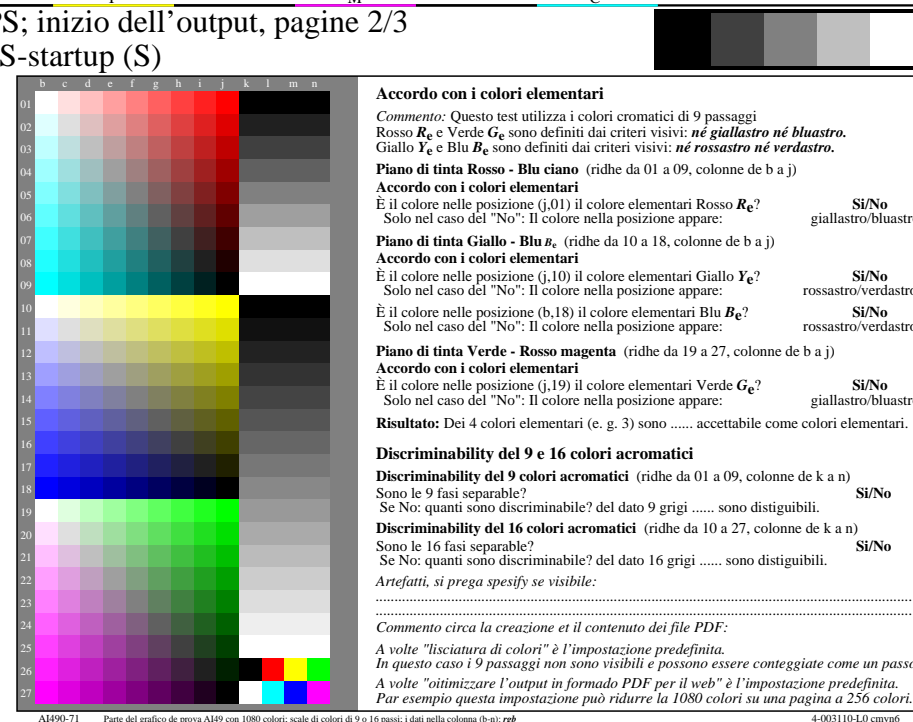 M
C
PS; inizio dell'output, pagine 2/3
S-startup (S)
b c d e f g h i j k l m n
01
02
03
04
05
06
07
08
09
10
11
12
13
14
15
16
17
18
19
20
21
22
23
24
25
26
27
Accordo con i colori elementari
Commento: Questo test utilizza i colori cromatici di 9 passaggi
Rosso Re e Verde Ge sono definiti dai criteri visivi: né giallastro né bluastro.
Giallo Ye e Blu Be sono definiti dai criteri visivi: né rossastro né verdastro.
Piano di tinta Rosso - Blu ciano (ridhe da 01 a 09, colonne de b a j)
Accordo con i colori elementari
È il colore nelle posizione (j,01) il colore elementari Rosso Re? Si/No
Solo nel caso del "No": Il colore nella posizione appare: giallastro/bluastro
Piano di tinta Giallo - Blu Be (ridhe da 10 a 18, colonne de b a j)
Accordo con i colori elementari
È il colore nelle posizione (j,10) il colore elementari Giallo Ye? Si/No
Solo nel caso del "No": Il colore nella posizione appare: rossastro/verdastro
È il colore nelle posizione (b,18) il colore elementari Blu Be? Si/No
Solo nel caso del "No": Il colore nella posizione appare: rossastro/verdastro
Piano di tinta Verde - Rosso magenta (ridhe da 19 a 27, colonne de b a j)
Accordo con i colori elementari
È il colore nelle posizione (j,19) il colore elementari Verde Ge? Si/No
Solo nel caso del "No": Il colore nella posizione appare: giallastro/bluastro
Risultato: Dei 4 colori elementari (e. g. 3) sono ...... accettabile come colori elementari.
Discriminability del 9 e 16 colori acromatici
Discriminability del 9 colori acromatici (ridhe da 01 a 09, colonne de k a n)
Sono le 9 fasi separable? Si/No
Se No: quanti sono discriminabile? del dato 9 grigi ...... sono distiguibili.
Discriminability del 16 colori acromatici (ridhe da 10 a 27, colonne de k a n)
Sono le 16 fasi separable? Si/No
Se No: quanti sono discriminabile? del dato 16 grigi ...... sono distiguibili.
Artefatti, si prega spesify se visibile:
Commento circa la creazione et il contenuto dei file PDF:
A volte "lisciatura di colori" è l'impostazione predefinita.
In questo caso i 9 passaggi non sono visibili e possono essere conteggiate come un passo
A volte "oitimizzare l'output in formado PDF per il web" è l'impostazione predefinita.
Par esempio questa impostazione può ridurre la 1080 colori su una pagina a 256 colori.
AI490-71 Parte del grafico de prova AI49 con 1080 colori; scale di colori di 9 o 16 passi; i dati nella colonna (b-n): rgb 4-003110-L0 cmyn6